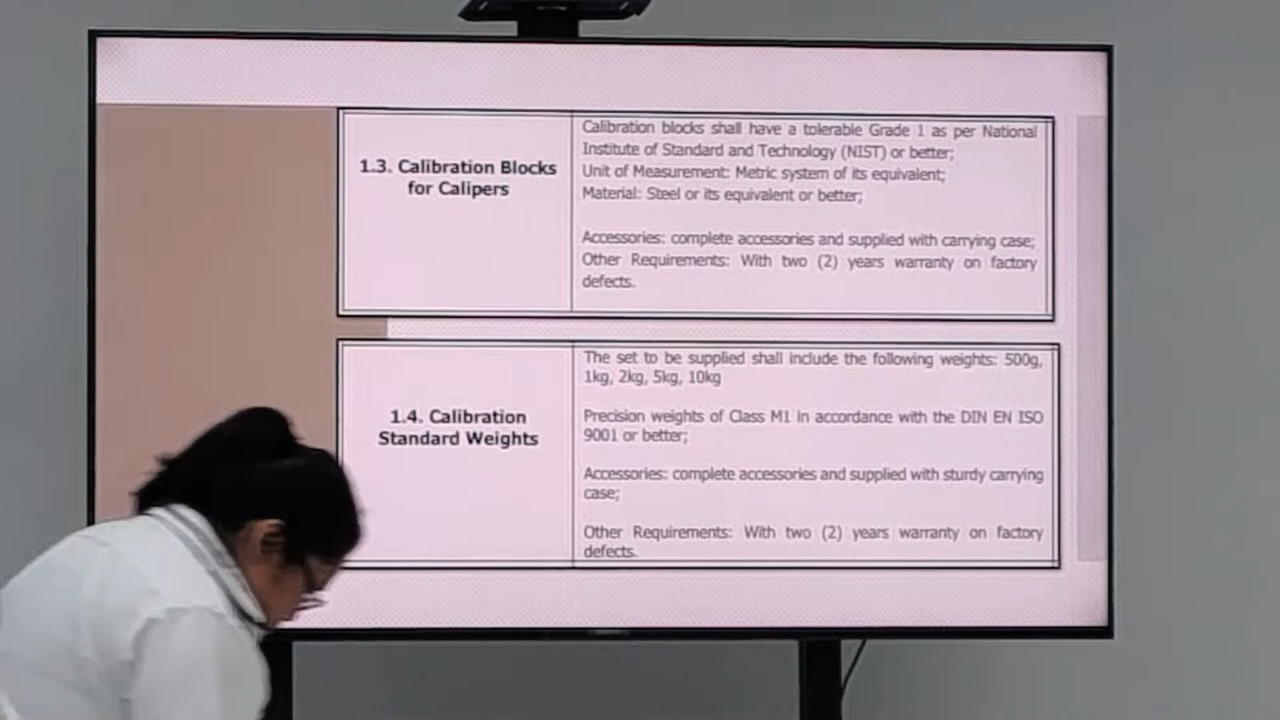 1.3. Calibration Blocks
for Calipers
Calibration blocks shall have a tolerable Grade 1 as per National
Institute of Standard and Technology (NIST) or better;
Unit of Measurement: Metric system of its equivalent;
Material: Steel or its equivalent or better;
Accessories: complete accessories and supplied with carrying case;
Other Requirements: With two (2) years warranty on factory
defects.
1.4. Calibration
Standard Weights
The set to be supplied shall include the following weights: 500g,
1kg, 2kg, 5kg, 10kg
Precision weights of Class M1 in accordance with the DIN EN ISO
9001 or better;
Accessories: complete accessories and supplied with sturdy carrying
case;
Other Requirements: With two (2) years warranty on factory
defects.